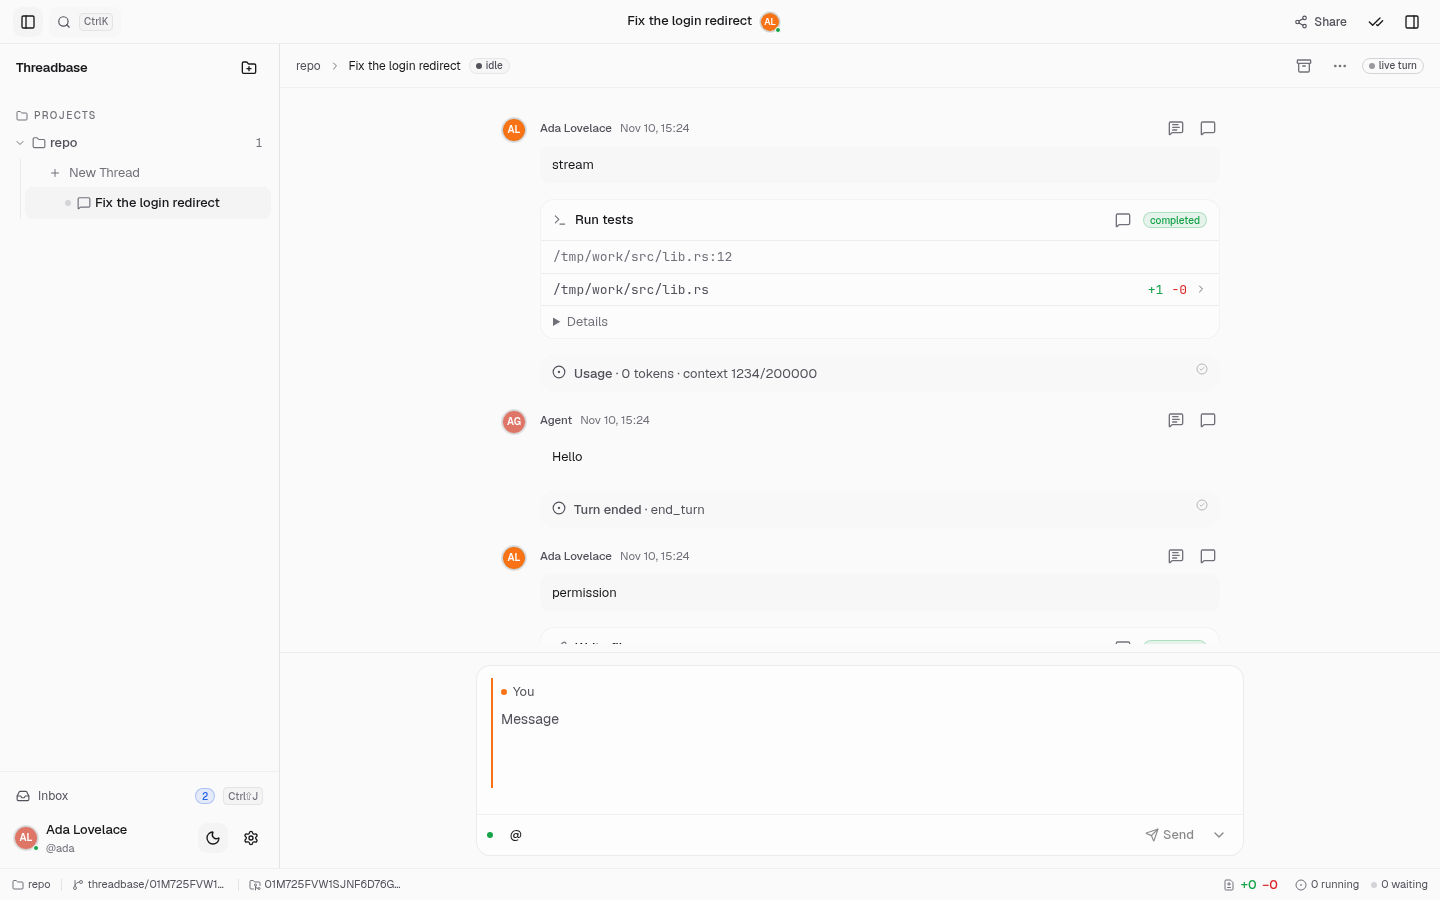 CtrlK
Fix the login redirect AL
Share
Threadbase
repo Fix the login redirect idle
live turn
PROJECTS
repo 1
New Thread
Fix the login redirect
AL Ada Lovelace Nov 10, 15:24
stream
Run tests completed
/tmp/work/src/lib.rs:12
/tmp/work/src/lib.rs +1 -0
Details
Usage · 0 tokens · context 1234/200000
AG Agent Nov 10, 15:24
Hello
Turn ended · end_turn
AL Ada Lovelace Nov 10, 15:24
permission
You
Message
@ Send
Inbox 2 Ctrl⇧J
AL Ada Lovelace
@ada
repo threadbase/01M725FVW1... 01M725FVW1SJNF6D76G...
+0 −0 0 running 0 waiting